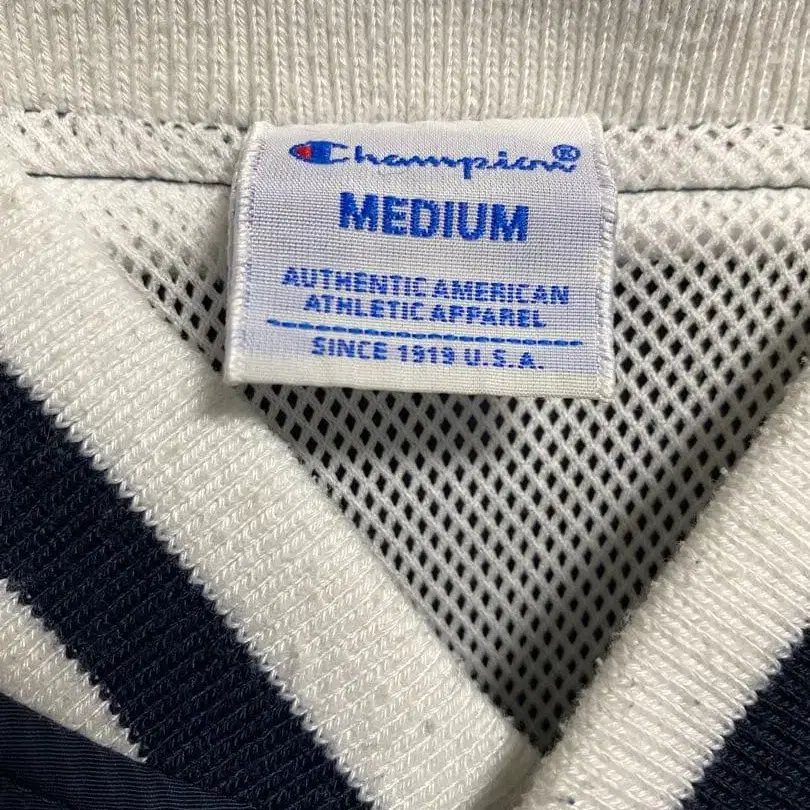 Champion®
MEDIUM
AUTHENTIC AMERICAN
ATHLETIC APPAREL
SINCE 1919 U.S.A.